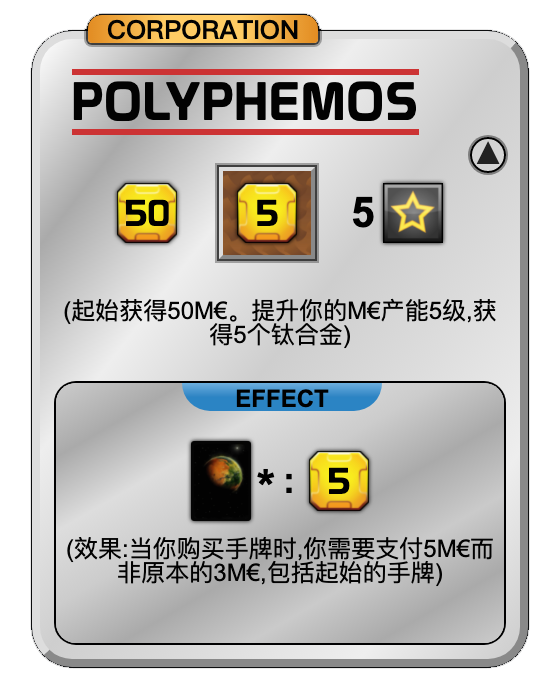 CORPORATION
POLYPHEMOS
50 5 5
(起始获得50M€。提升你的M€产能5级,获
得5个钛合金)
EFFECT
* : 5
(效果:当你购买手牌时,你需要支付5M€而
非原本的3M€,包括起始的手牌)